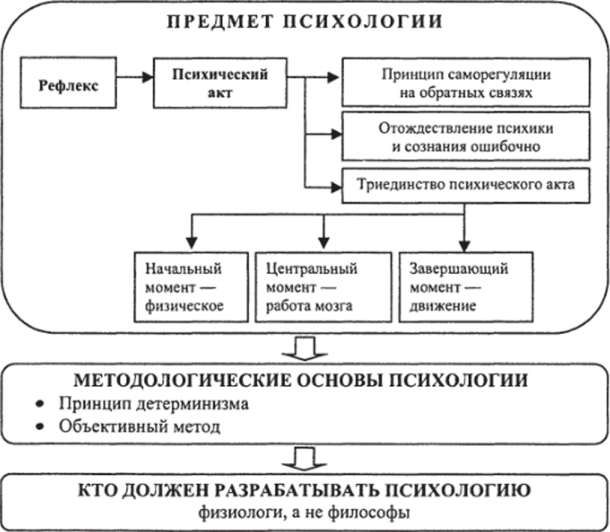 ПРЕДМЕТ ПСИХОЛОГИИ
Рефлекс
Психический
акт
Принцип саморегуляции
на обратных связях
Отождествление психики
и сознания ошибочно
Триединство психического акта
Начальный
момент —
физическое
Центральный
момент —
работа мозга
Завершающий
момент —
движение
МЕТОДОЛОГИЧЕСКИЕ ОСНОВЫ ПСИХОЛОГИИ
• Принцип детерминизма
• Объективный метод
КТО ДОЛЖЕН РАЗРАБАТЫВАТЬ ПСИХОЛОГИЮ
физиологи, а не философы